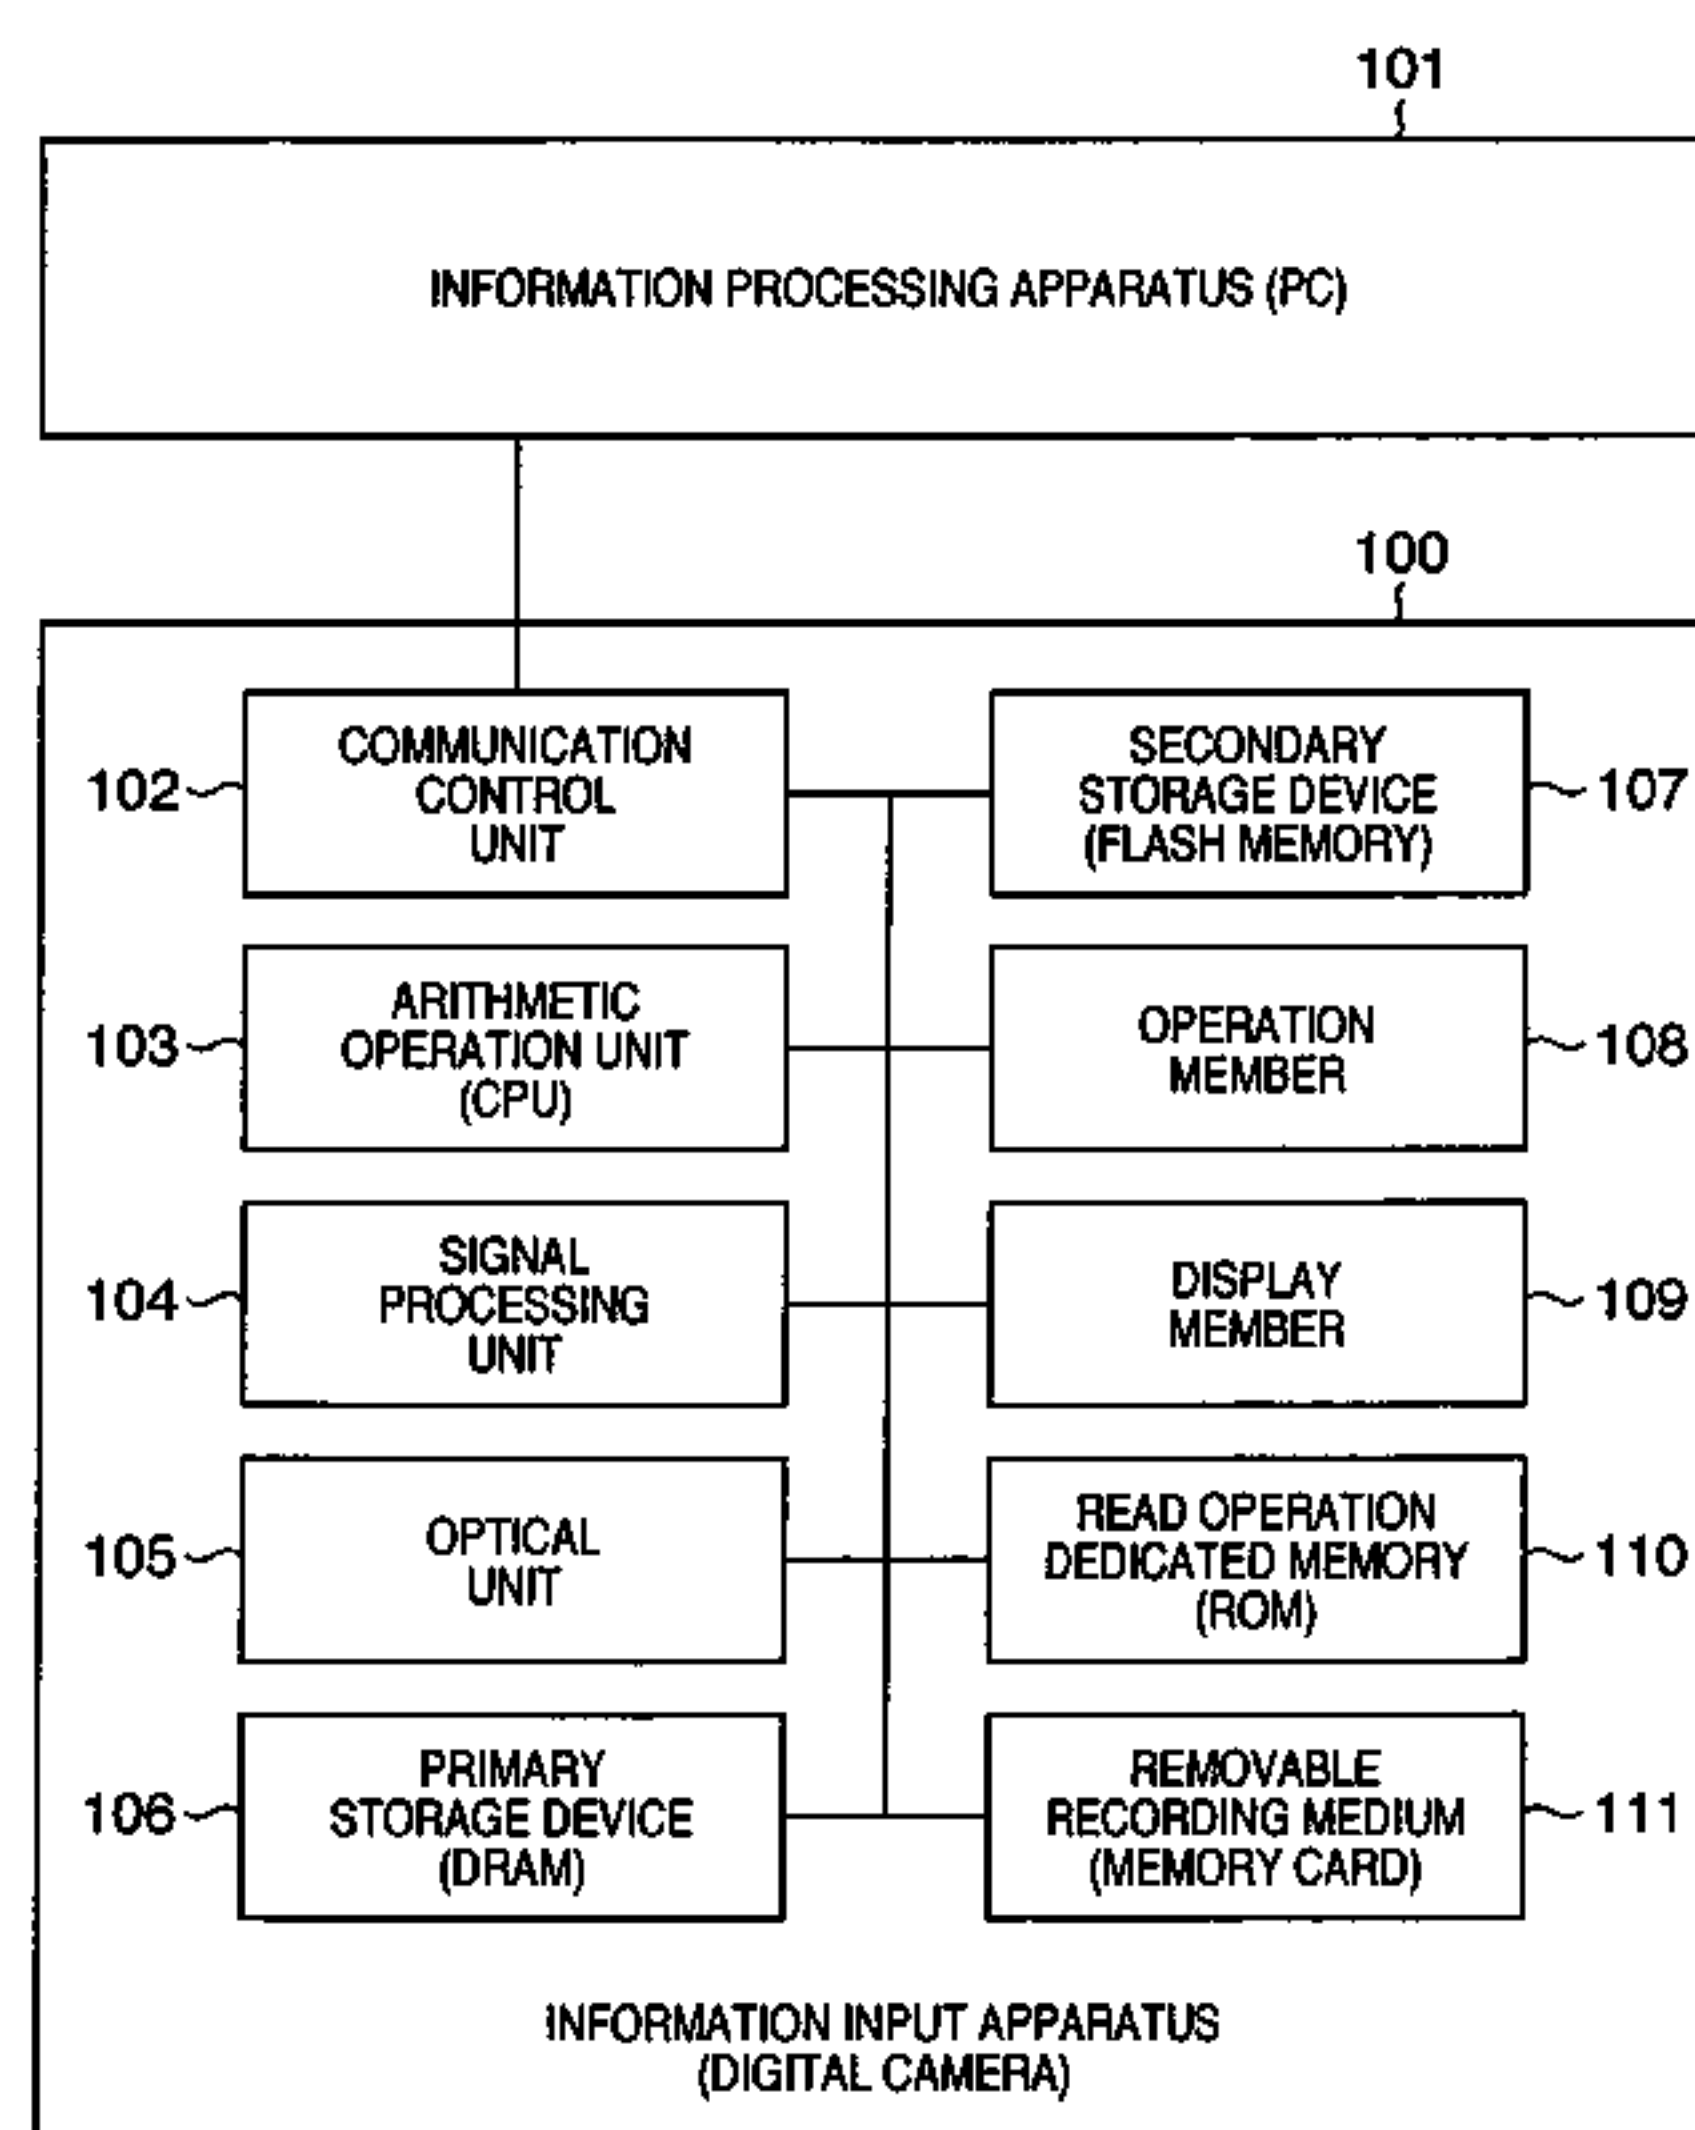 101
INFORMATION PROCESSING APPARATUS (PC)
100
102
COMMUNICATION
CONTROL
UNIT
SECONDARY
STORAGE DEVICE
(FLASH MEMORY)
107
103
ARITHMETIC
OPERATION UNIT
(CPU)
OPERATION
MEMBER
108
104
SIGNAL
PROCESSING
UNIT
DISPLAY
MEMBER
109
105
OPTICAL
UNIT
READ OPERATION
DEDICATED MEMORY
(ROM)
110
106
PRIMARY
STORAGE DEVICE
(DRAM)
REMOVABLE
RECORDING MEDIUM
(MEMORY CARD)
111
INFORMATION INPUT APPARATUS
(DIGITAL CAMERA)